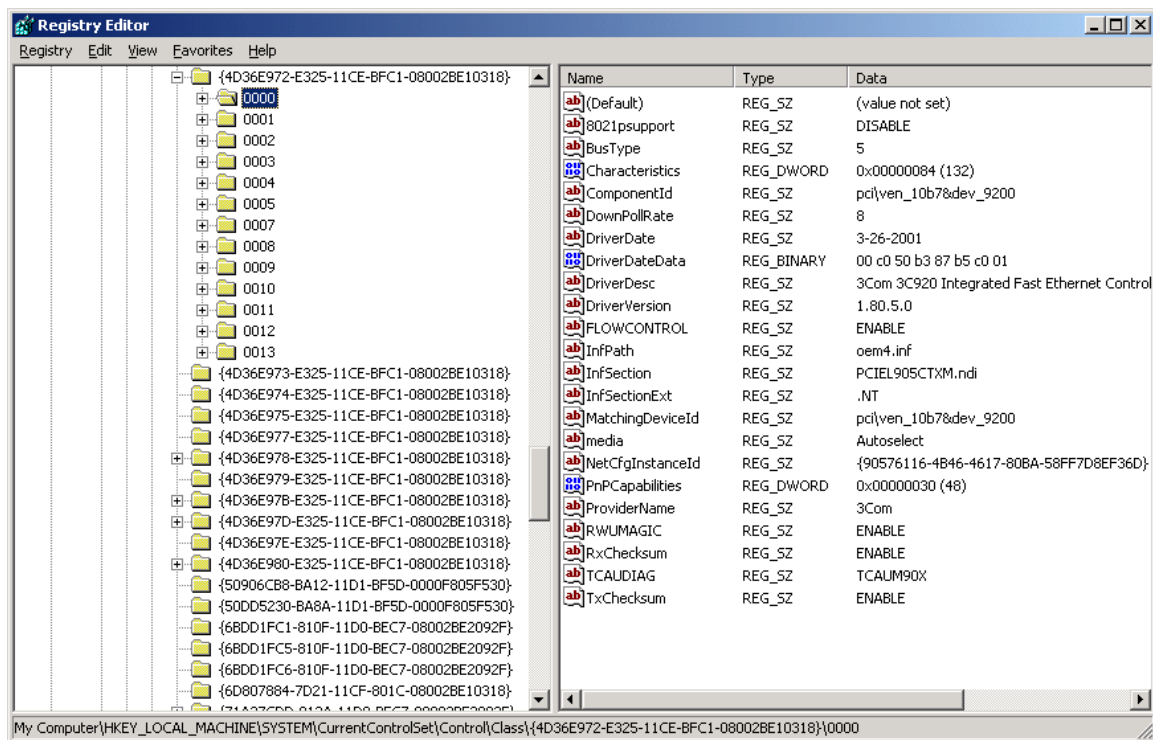 Registry Editor
Registry Edit View Favorites Help
{4D36E972-E325-11CE-BFC1-08002BE10318}
0000
0001
0002
0003
0004
0005
0007
0008
0009
0010
0011
0012
0013
{4D36E973-E325-11CE-BFC1-08002BE10318}
{4D36E974-E325-11CE-BFC1-08002BE10318}
{4D36E975-E325-11CE-BFC1-08002BE10318}
{4D36E977-E325-11CE-BFC1-08002BE10318}
{4D36E978-E325-11CE-BFC1-08002BE10318}
{4D36E979-E325-11CE-BFC1-08002BE10318}
{4D36E97B-E325-11CE-BFC1-08002BE10318}
{4D36E97D-E325-11CE-BFC1-08002BE10318}
{4D36E97E-E325-11CE-BFC1-08002BE10318}
{4D36E980-E325-11CE-BFC1-08002BE10318}
{50906CB8-BA12-11D1-BF5D-0000F805F530}
{50DD5230-BA8A-11D1-BF5D-0000F805F530}
{6BDD1FC1-810F-11D0-BEC7-08002BE2092F}
{6BDD1FC5-810F-11D0-BEC7-08002BE2092F}
{6BDD1FC6-810F-11D0-BEC7-08002BE2092F}
{6D807884-7D21-11CF-801C-08002BE10318}
Name Type Data
(Default) REG_SZ (value not set)
8021psupport REG_SZ DISABLE
BusType REG_SZ 5
Characteristics REG_DWORD 0x00000084 (132)
ComponentId REG_SZ pci\ven_10b7&dev_9200
DownPollRate REG_SZ 8
DriverDate REG_SZ 3-26-2001
DriverDateData REG_BINARY 00 c0 50 b3 87 b5 c0 01
DriverDesc REG_SZ 3Com 3C920 Integrated Fast Ethernet Control
DriverVersion REG_SZ 1.80.5.0
FLOWCONTROL REG_SZ ENABLE
InfPath REG_SZ oem4.inf
InfSection REG_SZ PCIEL905CTXM.ndi
InfSectionExt REG_SZ .NT
MatchingDeviceId REG_SZ pci\ven_10b7&dev_9200
media REG_SZ Autoselect
NetCfgInstanceId REG_SZ {90576116-4B46-4617-80BA-58FF7D8EF36D}
PnPCapabilities REG_DWORD 0x00000030 (48)
ProviderName REG_SZ 3Com
RWUMAGIC REG_SZ ENABLE
RxChecksum REG_SZ ENABLE
TCAUDIAG REG_SZ TCAUM90X
TxChecksum REG_SZ ENABLE
My Computer\HKEY_LOCAL_MACHINE\SYSTEM\CurrentControlSet\Control\Class\{4D36E972-E325-11CE-BFC1-08002BE10318}\0000